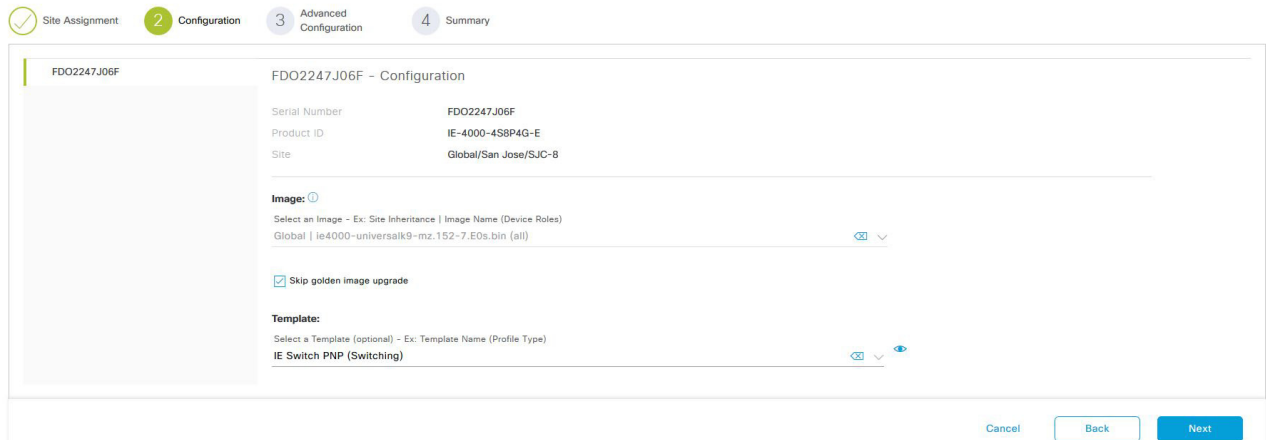 Site Assignment
2 Configuration
3 Advanced
Configuration
4 Summary
FDO2247J06F
FDO2247J06F - Configuration
Serial Number FDO2247J06F
Product ID IE-4000-4S8P4G-E
Site Global/San Jose/SJC-8
Image:
Select an Image - Ex: Site Inheritance | Image Name (Device Roles)
Global | ie4000-universalk9-mz.152-7.E0s.bin (all)
Skip golden image upgrade
Template:
Select a Template (optional) - Ex: Template Name (Profile Type)
IE Switch PNP (Switching)
Cancel Back Next